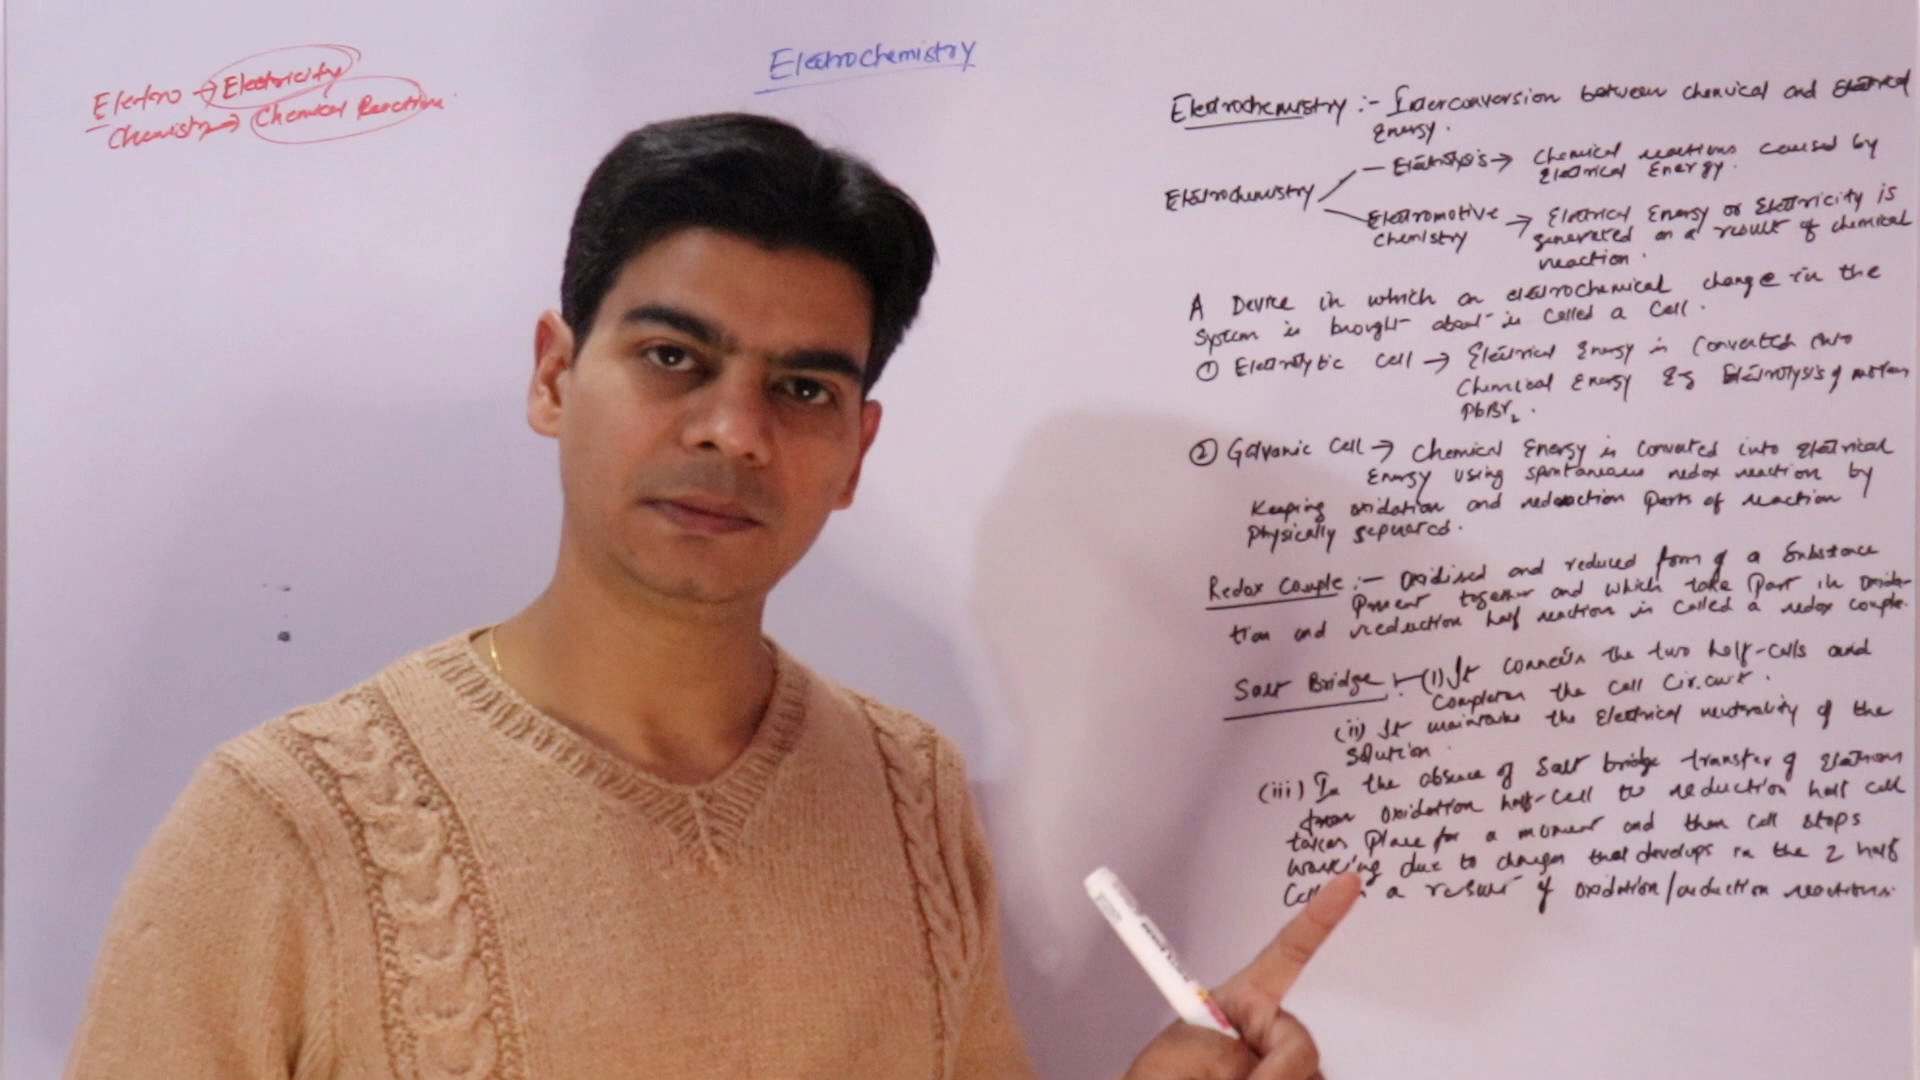 Electrochemistry
Electro → Electricity
Chemistry → Chemical Reactions.
Electrochemistry :- Interconversion between chemical and electrical
Energy.
Electrochemistry
— Electrolysis → Chemical reactions caused by
Electrical Energy.
Electromotive → Electrical Energy or Electricity is
chemistry generated as a result of chemical
reaction.
A Device in which an electrochemical change in the
System is brought about is called a Cell.
① Electrolytic Cell → Electrical Energy is Converted into
Chemical Energy Eg Electrolysis of molten
PbBr₂.
② Galvanic Cell → Chemical Energy is Converted into Electrical
Energy using spontaneous redox reaction by
Keeping oxidation and reduction Parts of reaction
Physically separated.
Redox Couple :- Oxidised and reduced form of a Substance
Present together and which take Part in Oxida-
tion and reduction half reaction is called a redox couple.
Salt Bridge :- (i) It connects the two half-cells and
Completes the Cell Circuit.
(ii) It maintains the Electrical neutrality of the
Solution.
(iii) In the absence of Salt bridge transfer of Electrons
from Oxidation half-cell to reduction half cell
takes Place for a moment and then Cell stops
working due to charges that develops in the 2 half
a result of oxidation/reduction reactions.